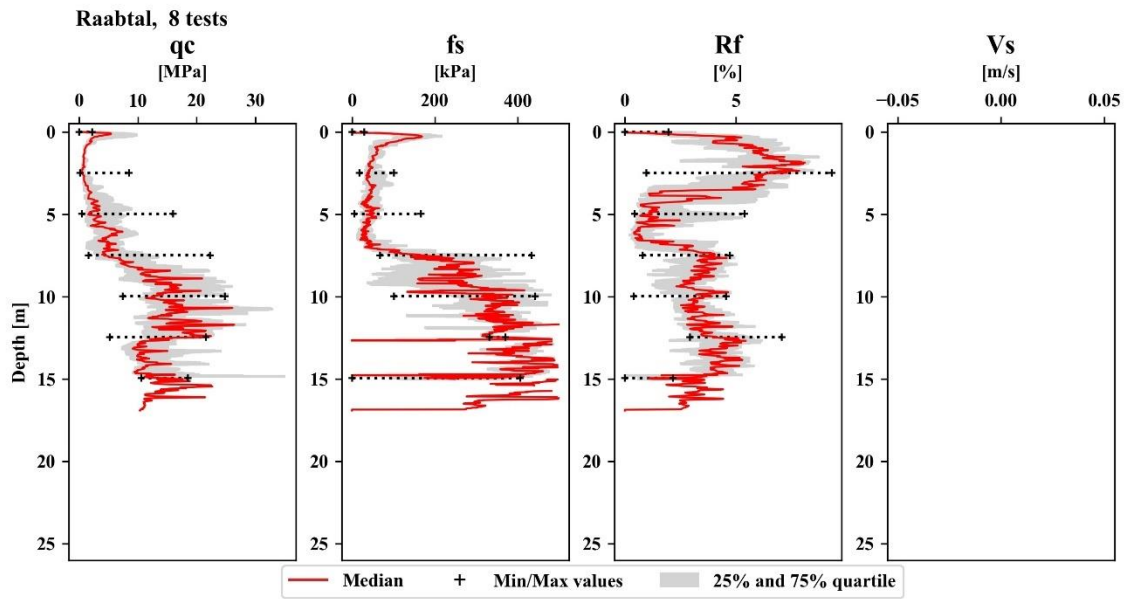 Raabtal, 8 tests
qc fs Rf Vs
[MPa] [kPa] [%] [m/s]
0 10 20 30 0 200 400 0 5 −0.05 0.00 0.05
0 0 0 0
5 5 5 5
10 10 10 10
Depth [m]
15 15 15 15
20 20 20 20
25 25 25 25
Median Min/Max values 25% and 75% quartile